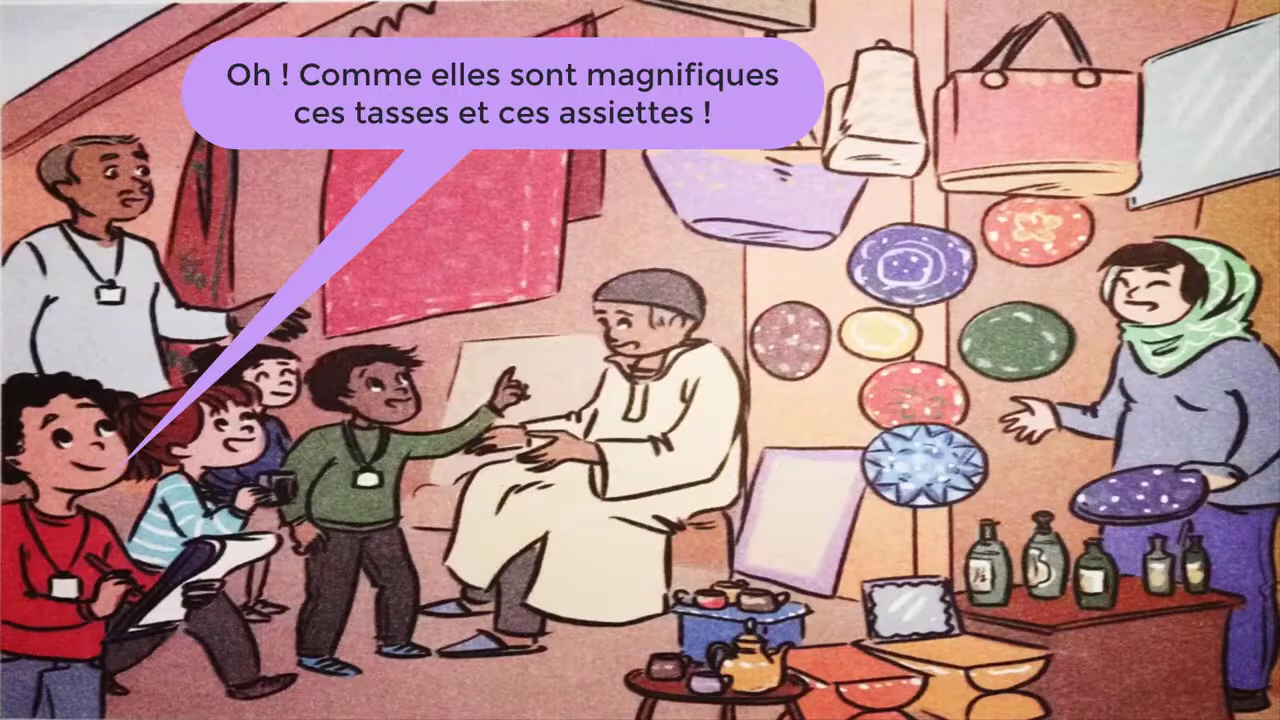 Oh ! Comme elles sont magnifiques
ces tasses et ces assiettes !